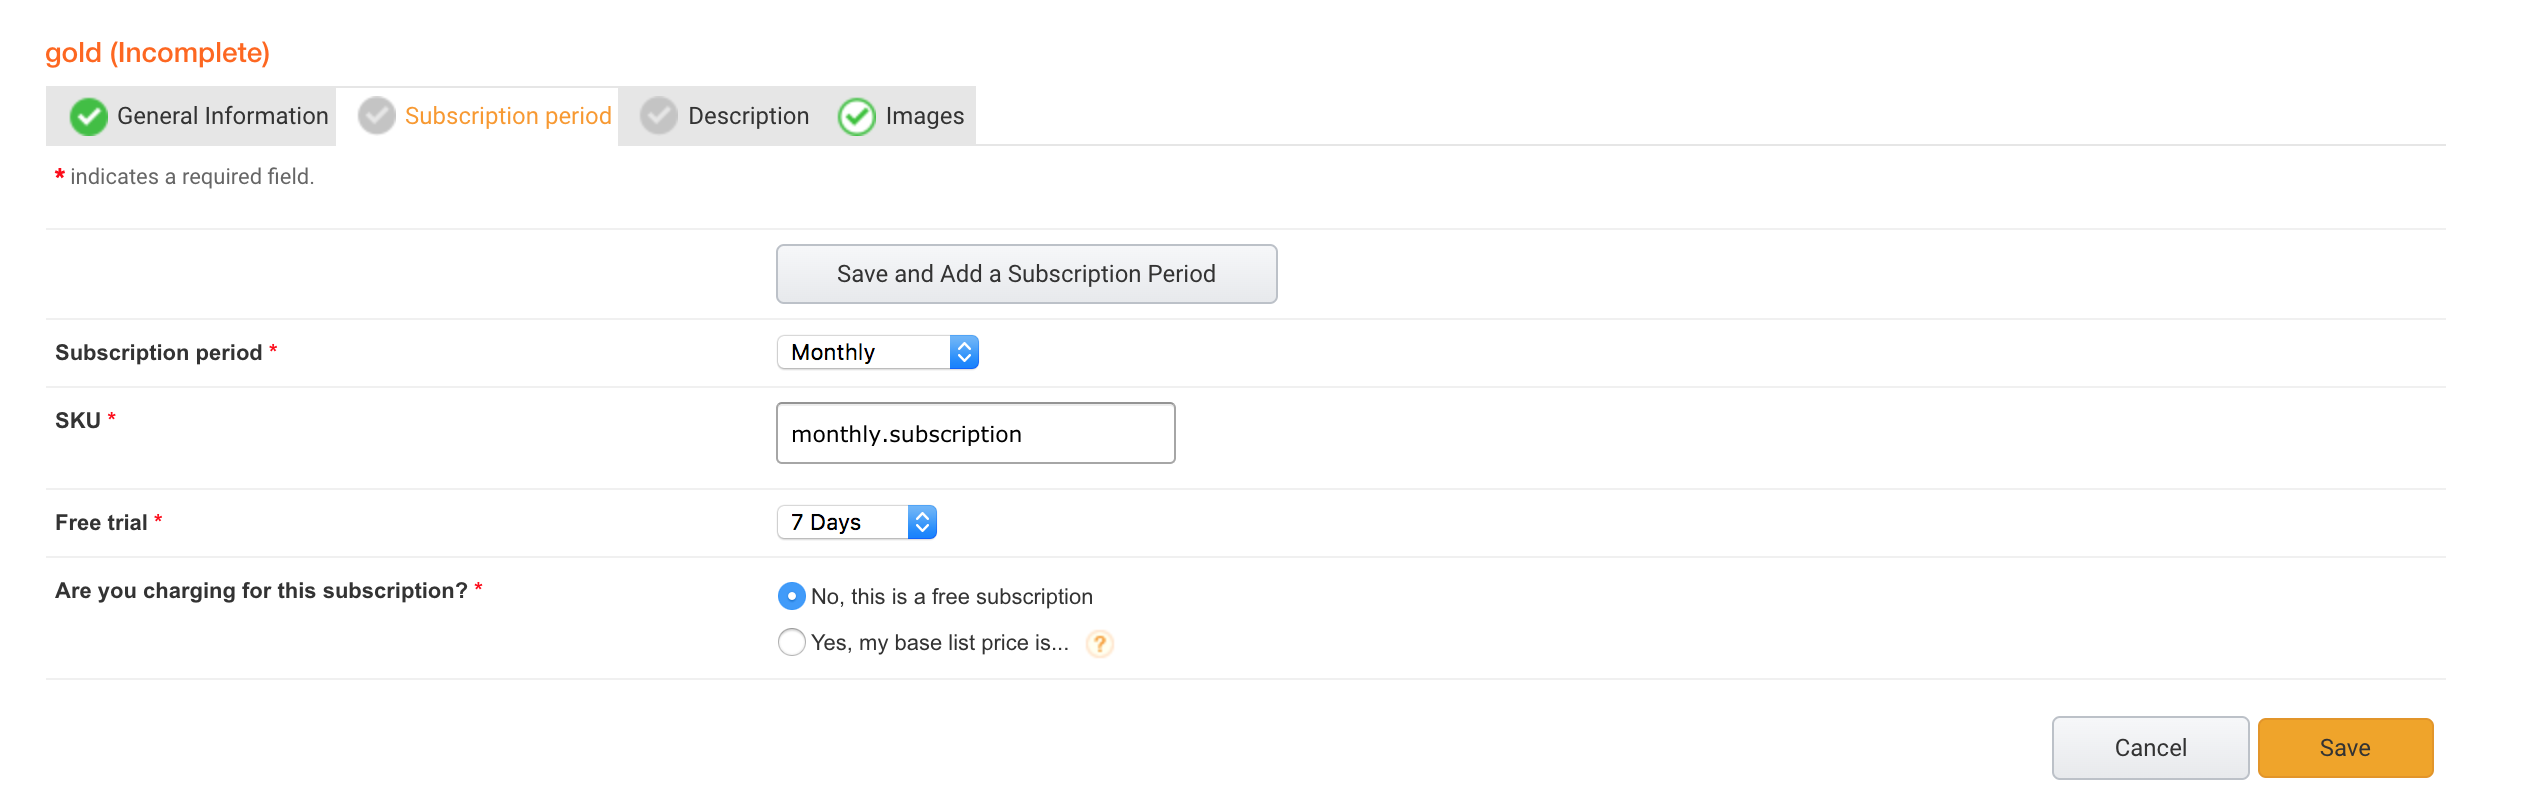 gold (Incomplete)
General Information Subscription period Description Images
* indicates a required field.
Save and Add a Subscription Period
Subscription period * Monthly
SKU * monthly.subscription
Free trial * 7 Days
Are you charging for this subscription? * No, this is a free subscription
Yes, my base list price is... ?
Cancel Save